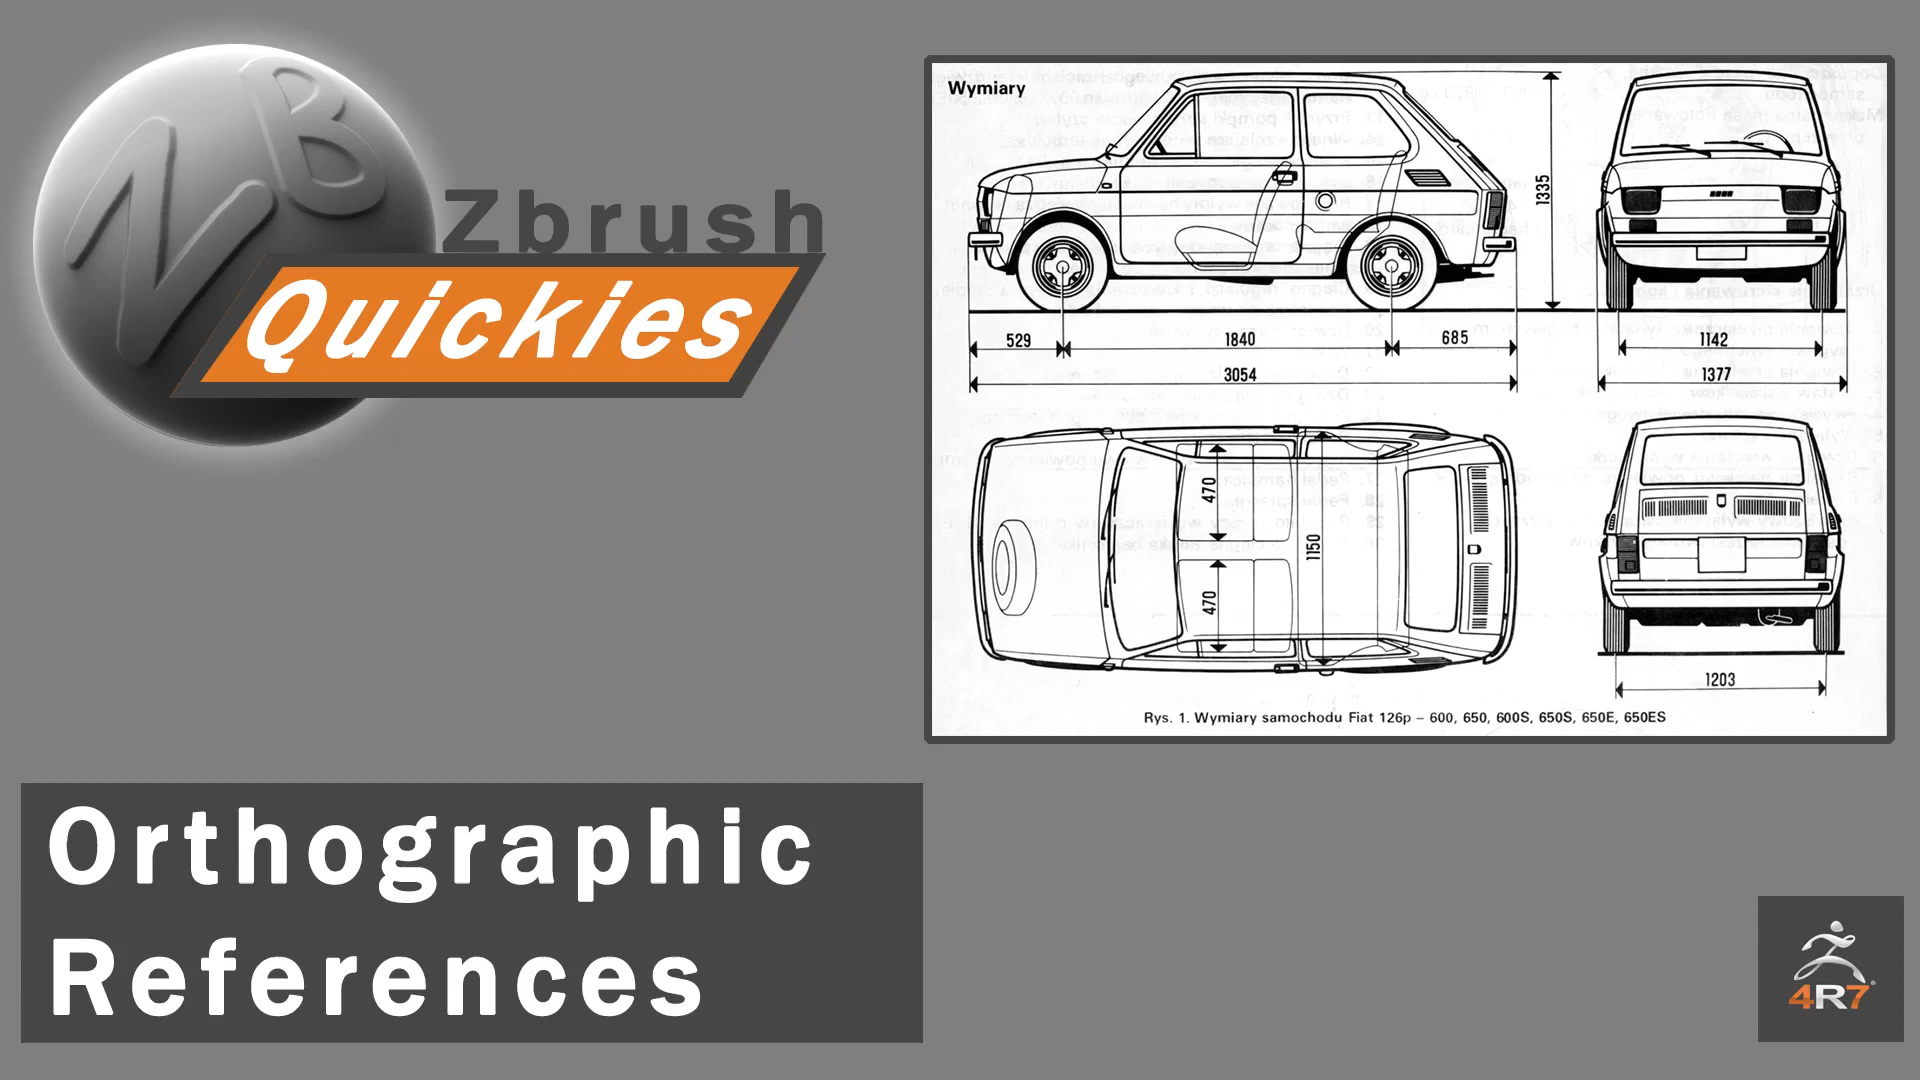 ZB
Zbrush
Quickies
Wymiary
1335
529
1840
685
3054
1142
1377
470
1150
470
1203
Rys. 1. Wymiary samochodu Fiat 126p – 600, 650, 600S, 650S, 650E, 650ES
Orthographic
References
4R7